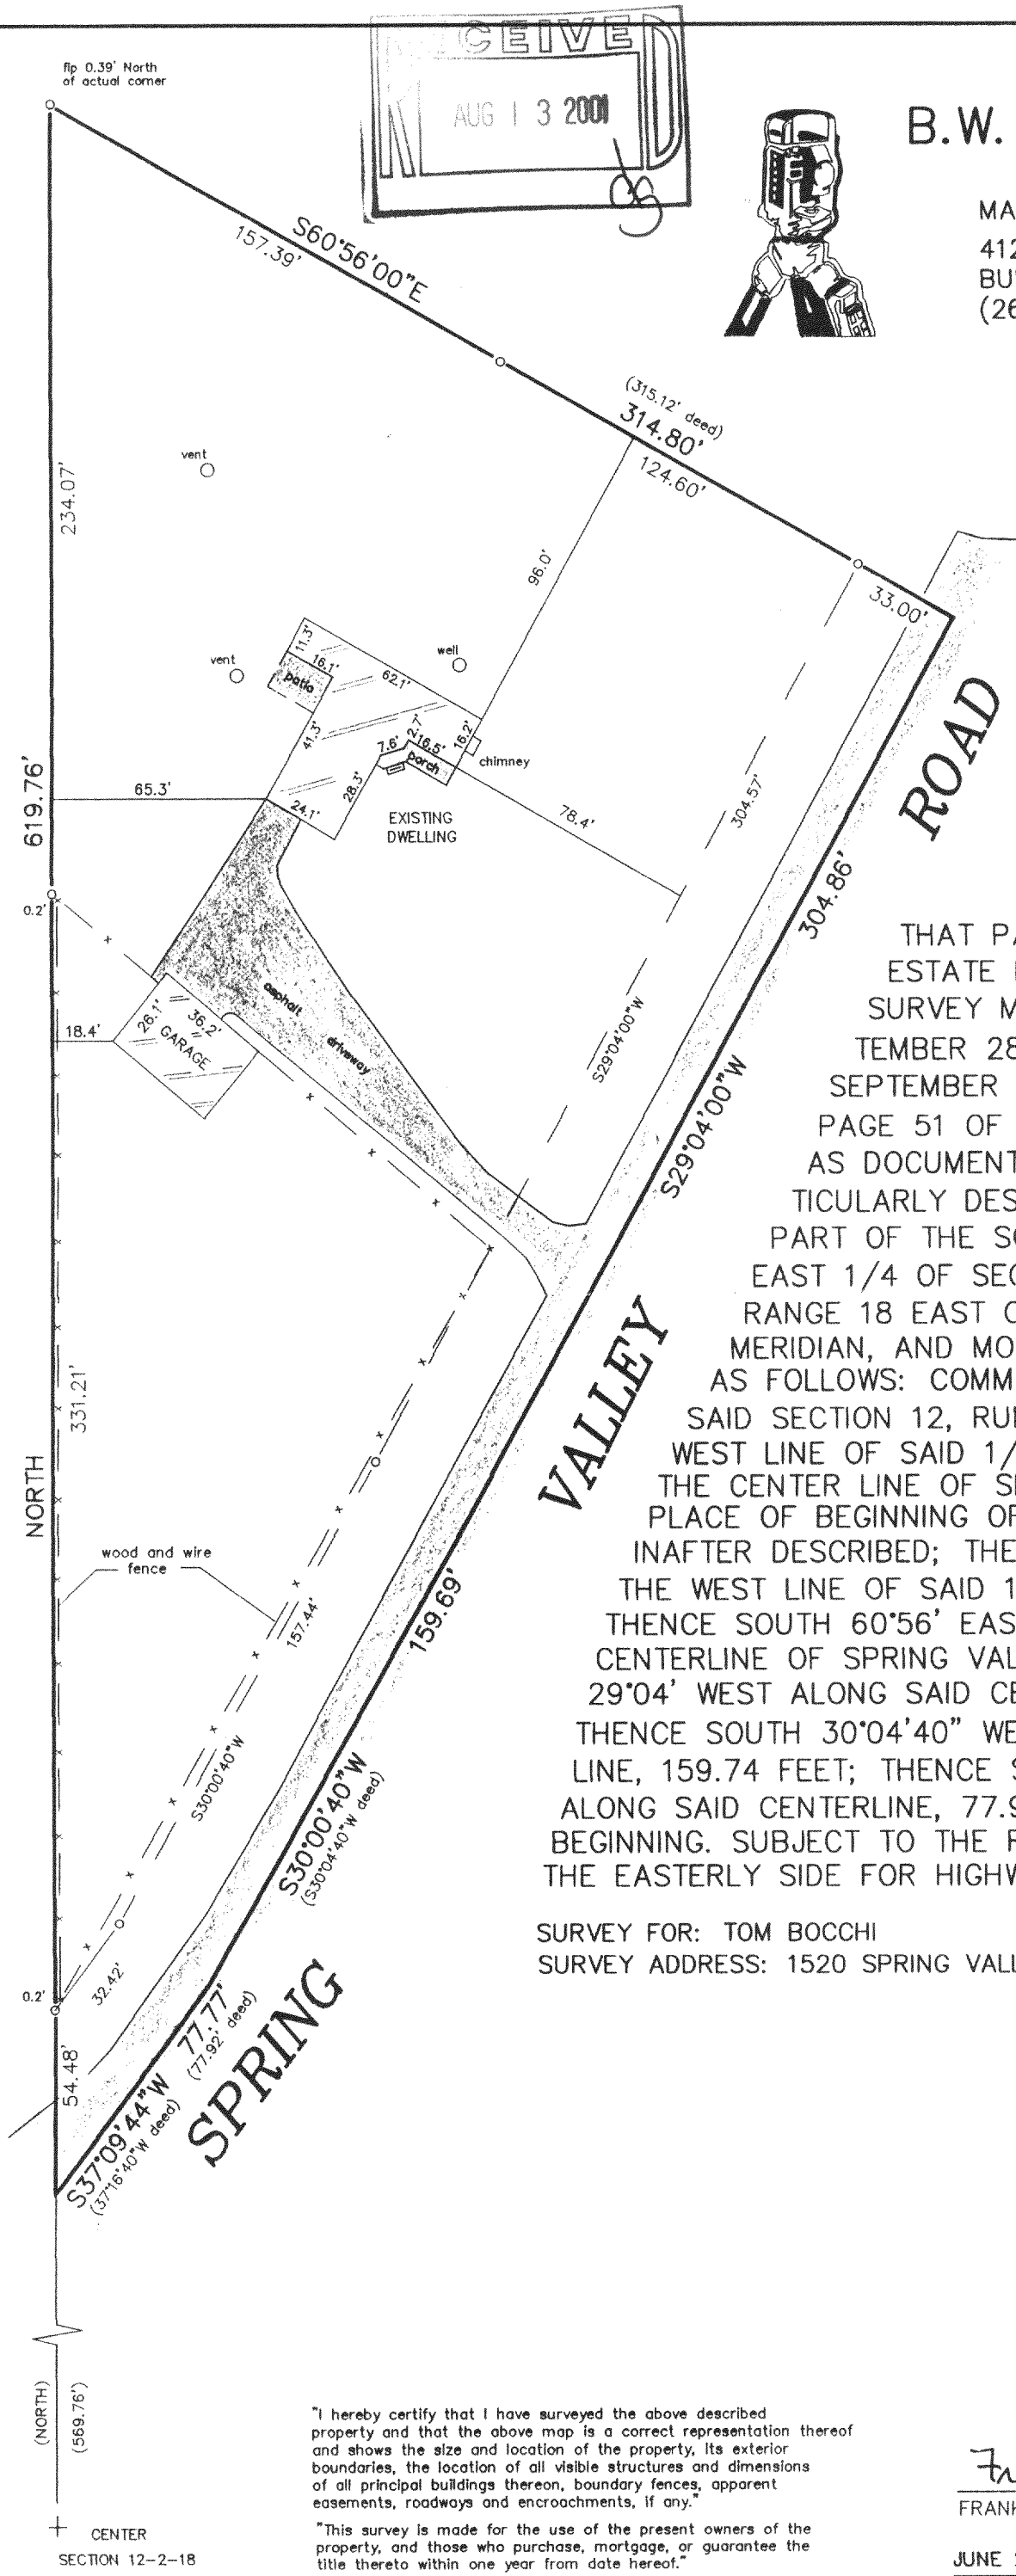 fip 0.39' North
of actual corner
CEIVED
AUG 13 2001
B.W.
MA
412
BU
(26
S60°56'00"E
157.39'
(315.12' deed)
314.80'
124.60'
33.00'
234.07'
vent
96.0'
vent
well
11.3'
16.1'
patio
62.1'
41.3'
7.6'
2.7'
16.5'
16.2'
porch
chimney
65.3'
24.1'
28.3'
EXISTING
DWELLING
78.4'
304.57'
619.76'
0.2'
ROAD
304.86'
18.4'
26.1'
36.2'
GARAGE
asphalt
driveway
S29°04'00"W
S29°04'00"W
THAT PA
ESTATE
SURVEY M
TEMBER 28
SEPTEMBER
PAGE 51 OF
AS DOCUMENT
TICULARLY DES
PART OF THE SO
EAST 1/4 OF SEC
RANGE 18 EAST O
MERIDIAN, AND MO
AS FOLLOWS: COMM
SAID SECTION 12, RU
WEST LINE OF SAID 1/
THE CENTER LINE OF S
PLACE OF BEGINNING OF
INAFTER DESCRIBED; THE
THE WEST LINE OF SAID 1
THENCE SOUTH 60°56' EAS
CENTERLINE OF SPRING VAL
29°04' WEST ALONG SAID CE
THENCE SOUTH 30°04'40" WE
LINE, 159.74 FEET; THENCE S
ALONG SAID CENTERLINE, 77.9
BEGINNING. SUBJECT TO THE
THE EASTERLY SIDE FOR HIGHW
VALLEY
331.21'
NORTH
wood and wire
fence
157.44'
159.69'
S30°00'40"W
S30°00'40"W
(S30°04'40"W deed)
SURVEY FOR: TOM BOCCHI
SURVEY ADDRESS: 1520 SPRING VALL
0.2'
32.42'
54.48'
77.77'
(77.92' deed)
S37°09'44"W
(37°16'40"W deed)
SPRING
(NORTH)
(569.76')
CENTER
SECTION 12-2-18
"I hereby certify that I have surveyed the above described
property and that the above map is a correct representation thereof
and shows the size and location of the property, its exterior
boundaries, the location of all visible structures and dimensions
of all principal buildings thereon, boundary fences, apparent
easements, roadways and encroachments, if any."
"This survey is made for the use of the present owners of the
property, and those who purchase, mortgage, or guarantee the
title thereto within one year from date hereof."
FRANK
JUNE